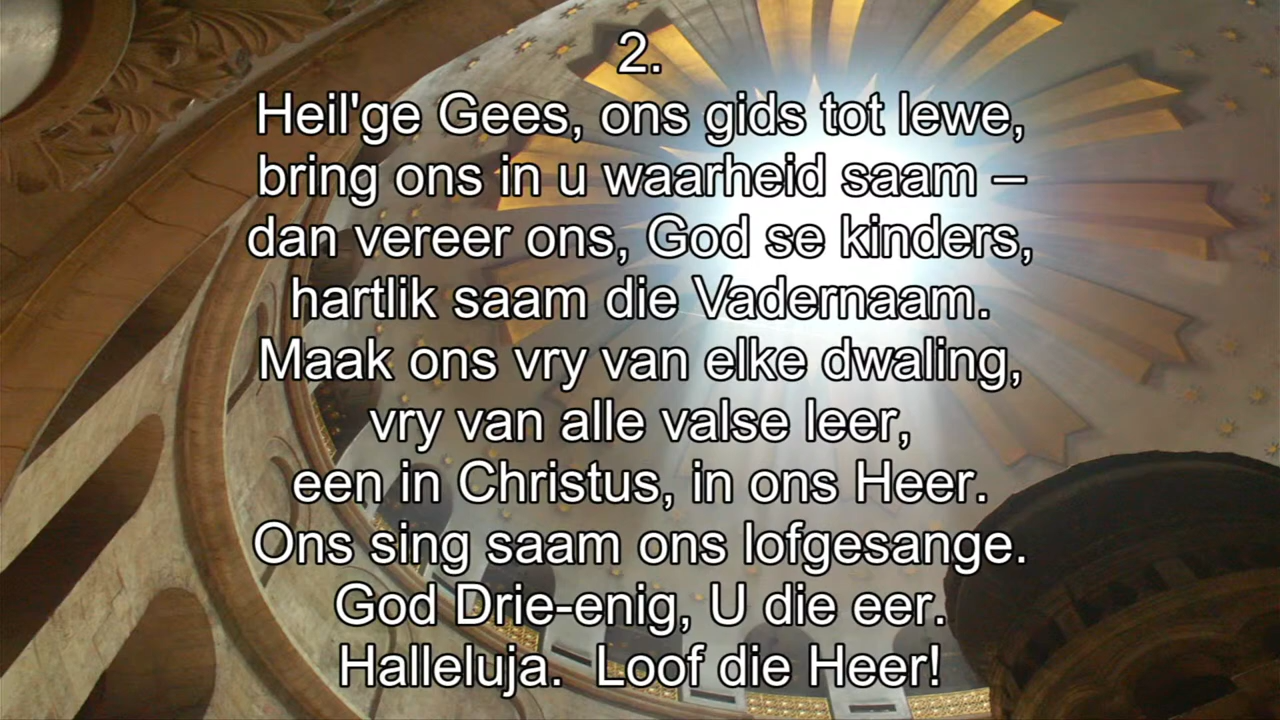 2.
Heil'ge Gees, ons gids tot lewe,
bring ons in u waarheid saam –
dan vereer ons, God se kinders,
hartlik saam die Vadernaam.
Maak ons vry van elke dwaling,
vry van alle valse leer,
een in Christus, in ons Heer.
Ons sing saam ons lofgesange.
God Drie-enig, U die eer.
Halleluja.  Loof die Heer!